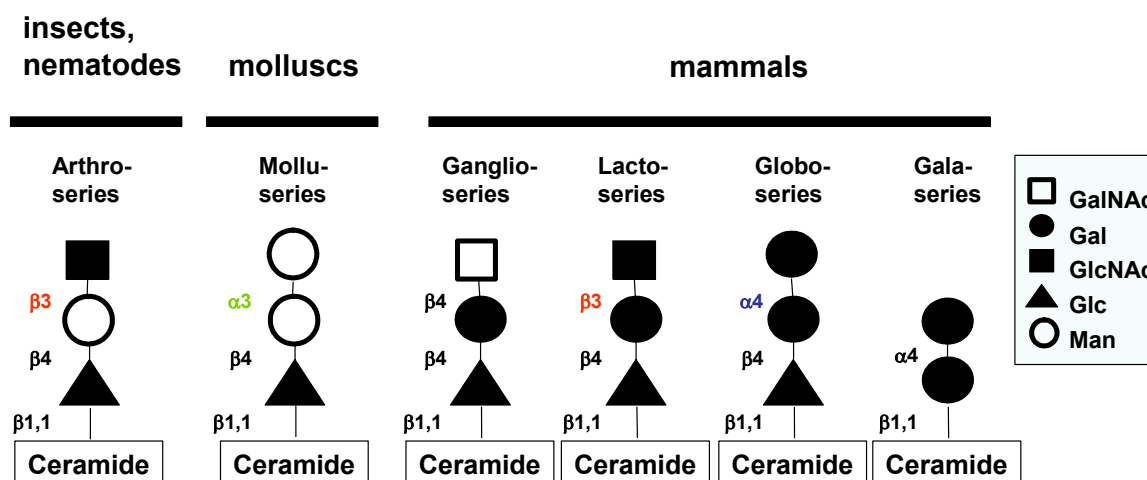 insects,
nematodes
molluscs
mammals
Arthro-
series
Mollu-
series
Ganglio-
series
Lacto-
series
Globo-
series
Gala-
series
GalNAc
Gal
GlcNAc
Glc
Man
β3
α3
β4
β3
α4
β4
β4
β4
β4
β4
α4
β1,1
β1,1
β1,1
β1,1
β1,1
β1,1
Ceramide
Ceramide
Ceramide
Ceramide
Ceramide
Ceramide